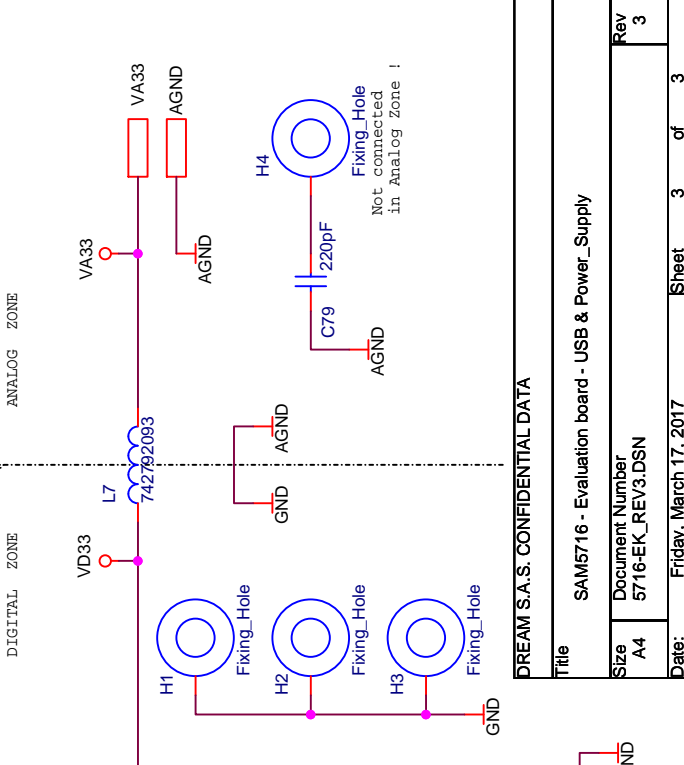 DIGITAL ZONE
ANALOG ZONE
VD33
L7
742792093
VA33
VA33
AGND
AGND
GND
AGND
H1
Fixing_Hole
H2
Fixing_Hole
H3
Fixing_Hole
GND
AGND
C79
220pF
H4
Fixing_Hole
Not connected
in Analog Zone !
DREAM S.A.S. CONFIDENTIAL DATA
Title
SAM5716 - Evaluation board - USB & Power_Supply
Size
A4
Document Number
5716-EK_REV3.DSN
Rev
3
Date:
Friday, March 17, 2017
Sheet 3 of 3
ND